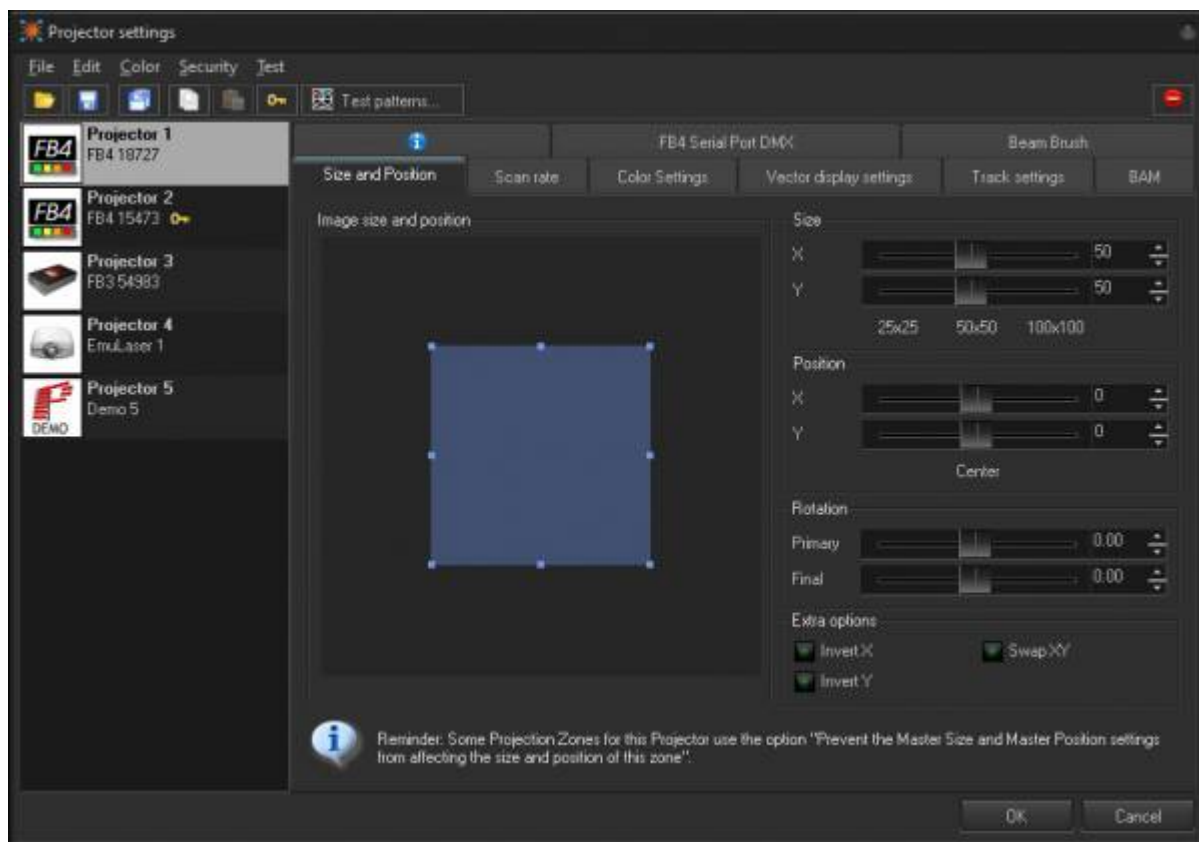 Projector settings
File Edit Color Security Test
Test patterns...
FB4
Projector 1
FB4 18727
FB4
Projector 2
FB4 15473
Projector 3
FB3 54983
Projector 4
EmuLaser 1
DEMO
Projector 5
Demo 5
FB4 Serial Port DMX Beam Brush
Size and Position Scan rate Color Settings Vector display settings Track settings BAM
Image size and position
Size
X 50
Y 50
25x25 50x50 100x100
Position
X 0
Y 0
Center
Rotation
Primary 0.00
Final 0.00
Extra options
Invert X Swap XY
Invert Y
Reminder: Some Projection Zones for this Projector use the option "Prevent the Master Size and Master Position settings
from affecting the size and position of this zone".
OK Cancel